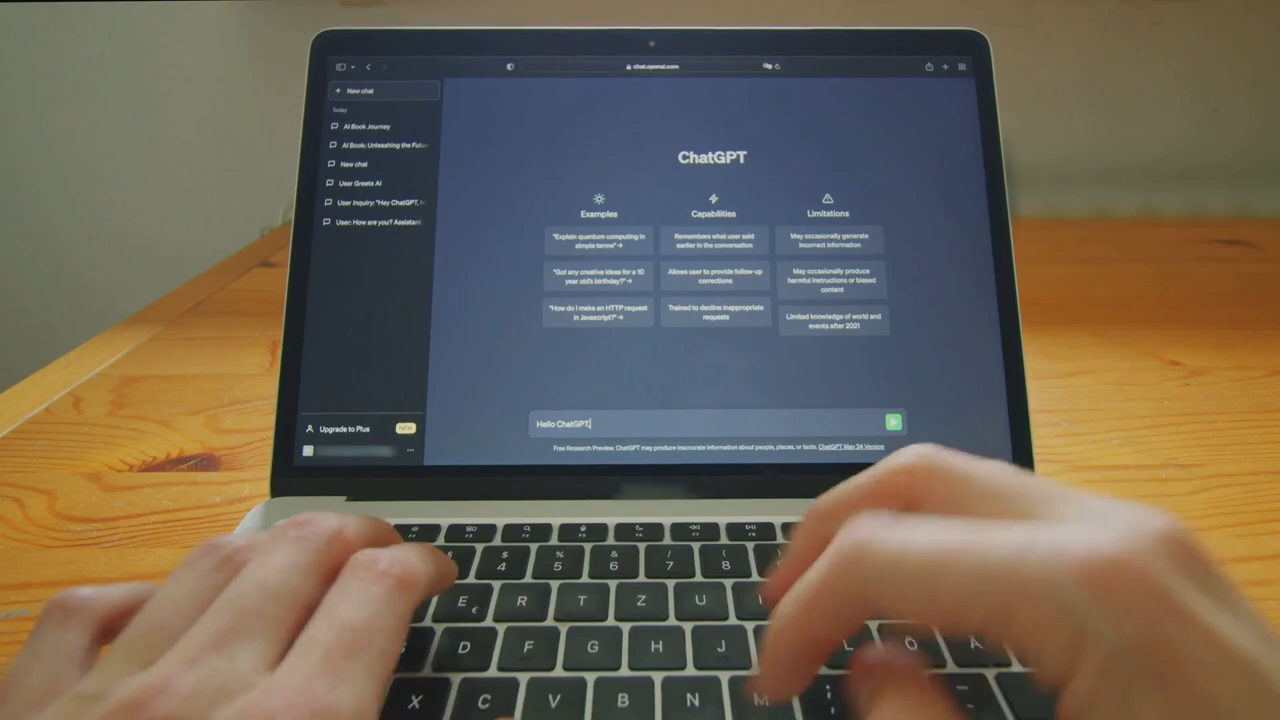 chat.openai.com
New chat
Today
AI Book Journey
AI Book: Unleashing the Futu
New chat
User Greets AI
User Inquiry: "Hey ChatGPT, h
User: How are you? Assistant:
Upgrade to Plus
NEW
ChatGPT
Examples
"Explain quantum computing in
simple terms" →
"Got any creative ideas for a 10
year old's birthday?" →
"How do I make an HTTP request
in Javascript?" →
Capabilities
Remembers what user said
earlier in the conversation
Allows user to provide follow-up
corrections
Trained to decline inappropriate
requests
Limitations
May occasionally generate
incorrect information
May occasionally produce
harmful instructions or biased
content
Limited knowledge of world and
events after 2021
Hello ChatGPT,
Free Research Preview. ChatGPT may produce inaccurate information about people, places, or facts. ChatGPT May 24 Version
F3 F4 F5 F6 F7 F8
$ 4 % 5 & 6 / 7 ( 8
E € R T Z U I
D F G H J L Ö Ä
X C V B N M ; :